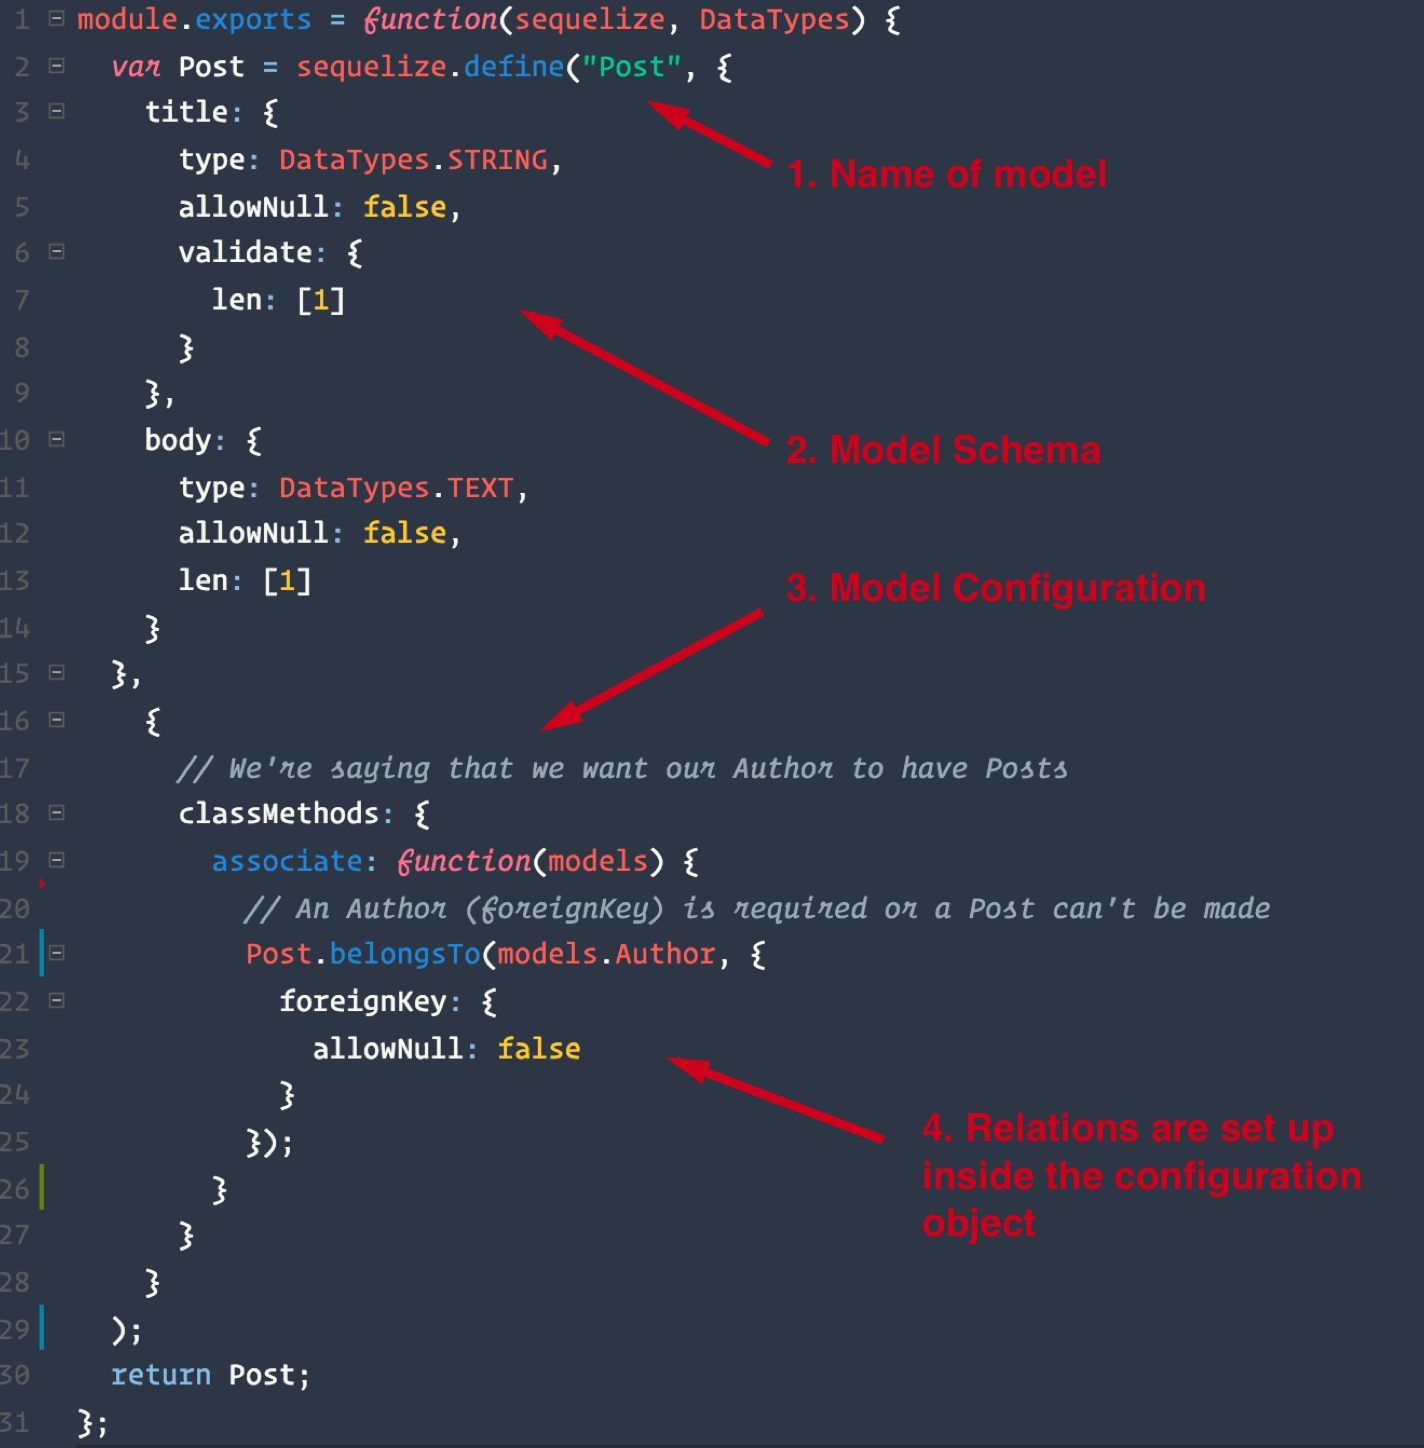 1 module.exports = function(sequelize, DataTypes) {
2   var Post = sequelize.define("Post", {
3     title: {
4       type: DataTypes.STRING,
1. Name of model
5       allowNull: false,
6       validate: {
7         len: [1]
8       }
9     },
10     body: {
2. Model Schema
11       type: DataTypes.TEXT,
12       allowNull: false,
13       len: [1]
3. Model Configuration
14     }
15   },
16     {
17       // We're saying that we want our Author to have Posts
18       classMethods: {
19         associate: function(models) {
20           // An Author (foreignKey) is required or a Post can't be made
21           Post.belongsTo(models.Author, {
22             foreignKey: {
23               allowNull: false
24             }
25           });
4. Relations are set up
inside the configuration
object
26         }
27       }
28     }
29   );
30   return Post;
31 };